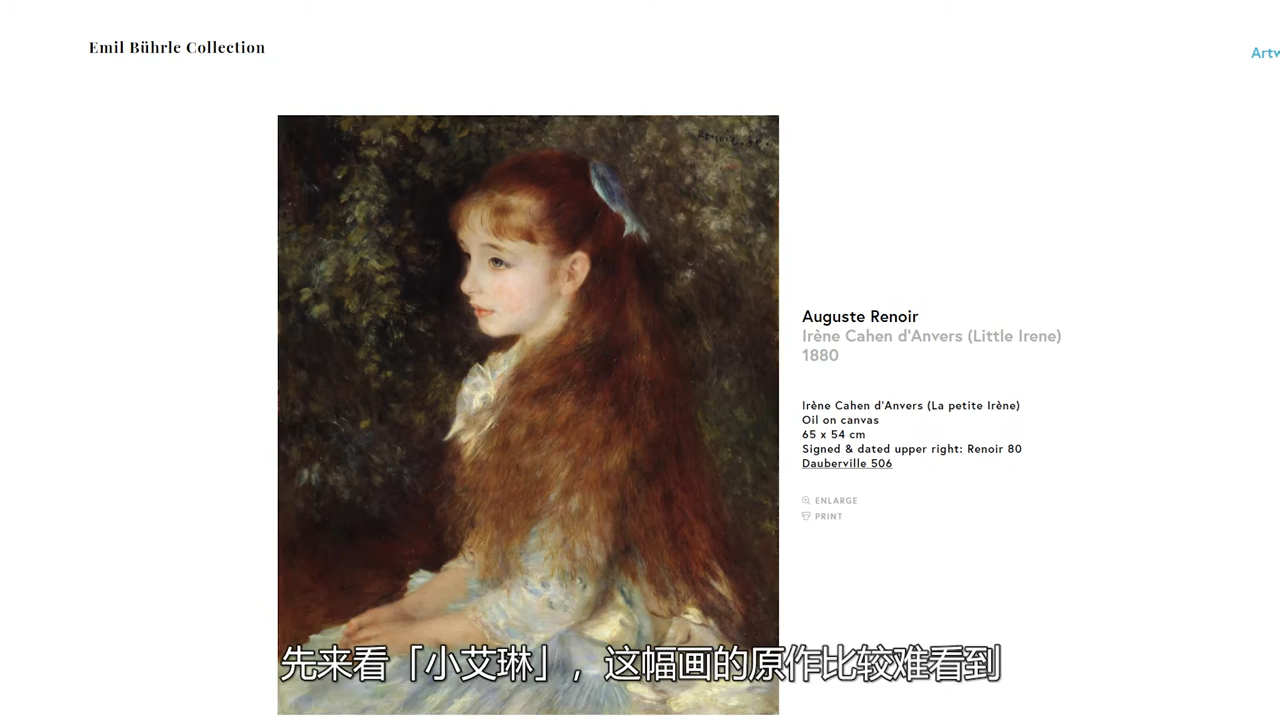 Emil Bührle Collection
Artw
Renoir. 80.
Auguste Renoir
Irène Cahen d'Anvers (Little Irene)
1880
Irène Cahen d'Anvers (La petite Irène)
Oil on canvas
65 x 54 cm
Signed & dated upper right: Renoir 80
Dauberville 506
ENLARGE
PRINT
先来看「小艾琳」，这幅画的原作比较难看到